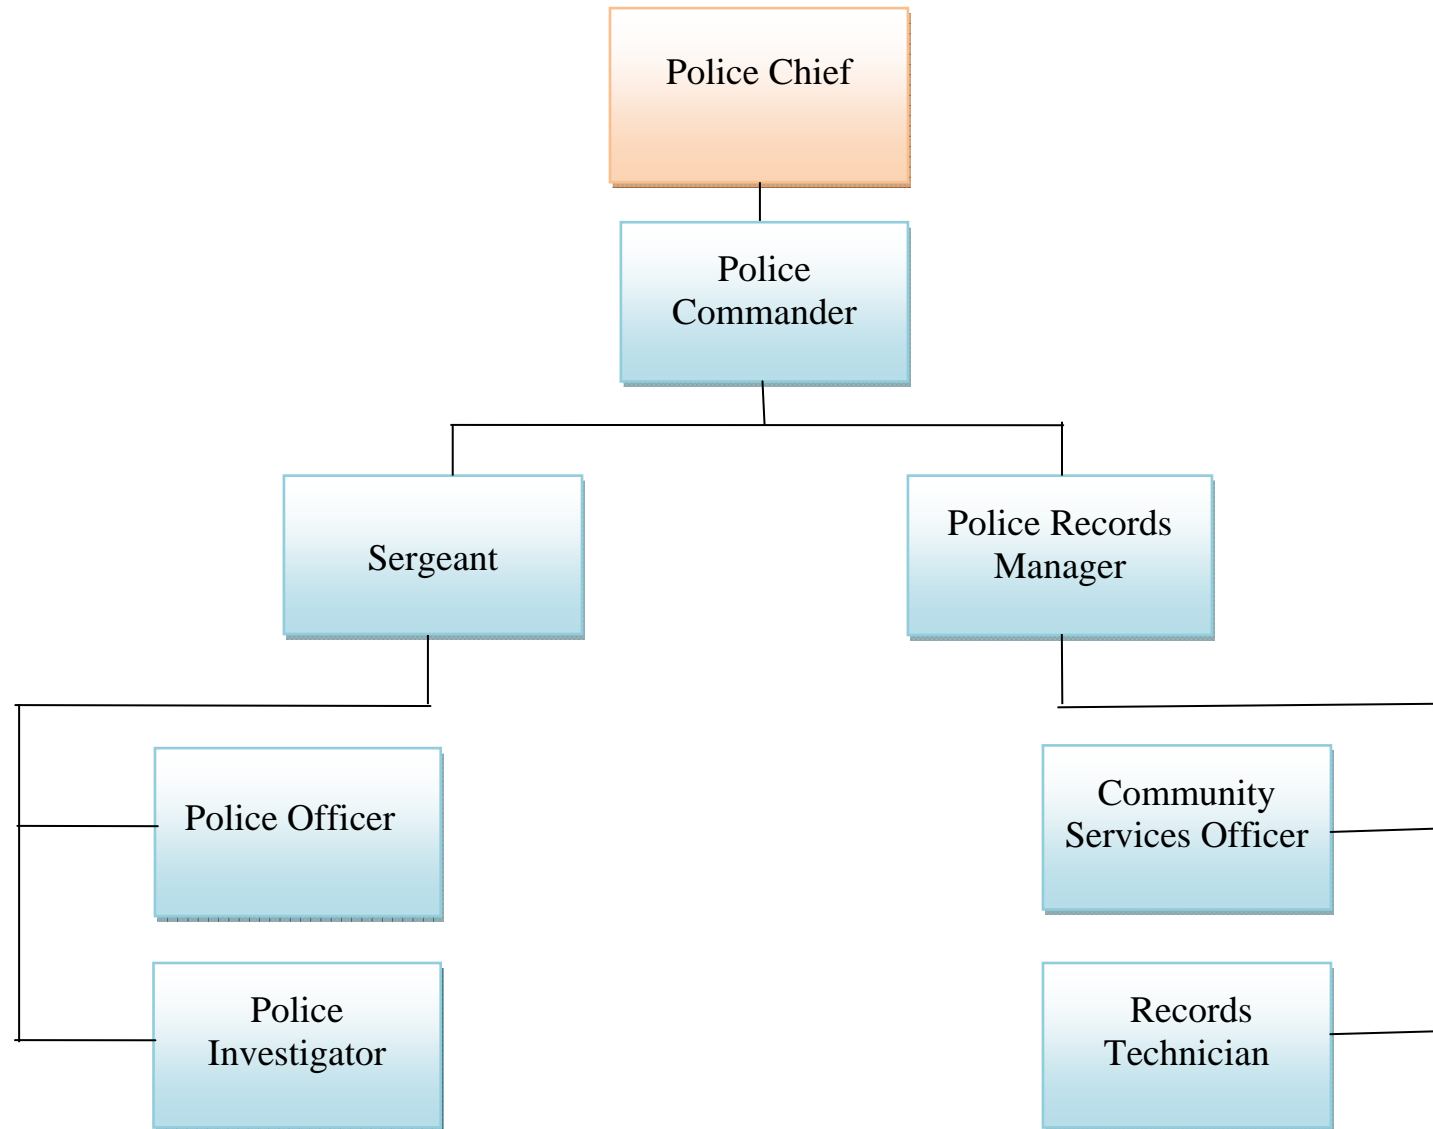 Police Chief
Police
Commander
Sergeant
Police Records
Manager
Police Officer
Community
Services Officer
Police
Investigator
Records
Technician